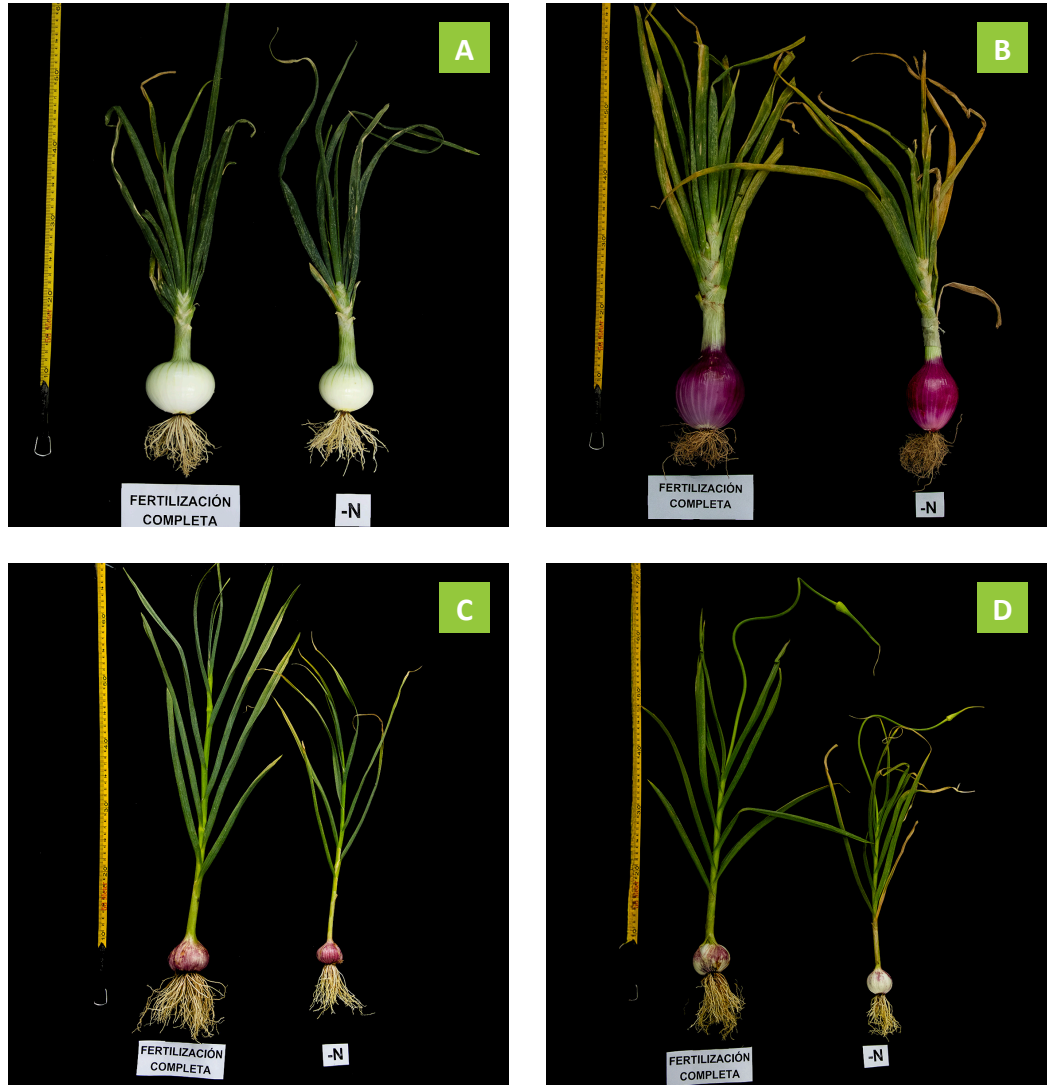 A
FERTILIZACIÓN
COMPLETA
-N
B
FERTILIZACIÓN
COMPLETA
-N
C
FERTILIZACIÓN
COMPLETA
-N
D
FERTILIZACIÓN
COMPLETA
-N